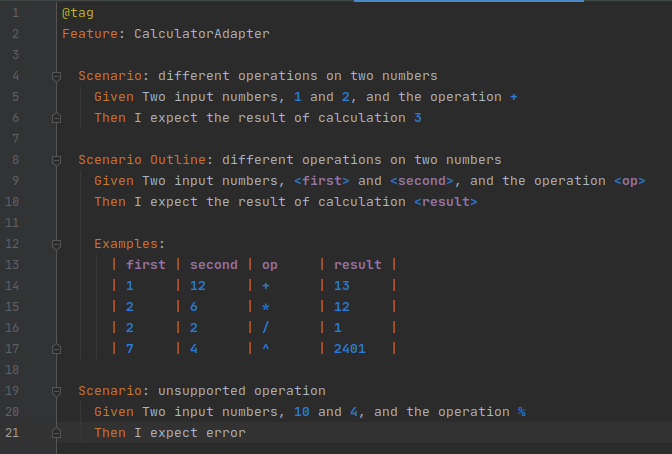 1 @tag
2 Feature: CalculatorAdapter
3
4 Scenario: different operations on two numbers
5 Given Two input numbers, 1 and 2, and the operation +
6 Then I expect the result of calculation 3
7
8 Scenario Outline: different operations on two numbers
9 Given Two input numbers, <first> and <second>, and the operation <op>
10 Then I expect the result of calculation <result>
11
12 Examples:
13 | first | second | op | result |
14 | 1 | 12 | + | 13 |
15 | 2 | 6 | * | 12 |
16 | 2 | 2 | / | 1 |
17 | 7 | 4 | ^ | 2401 |
18
19 Scenario: unsupported operation
20 Given Two input numbers, 10 and 4, and the operation %
21 Then I expect error